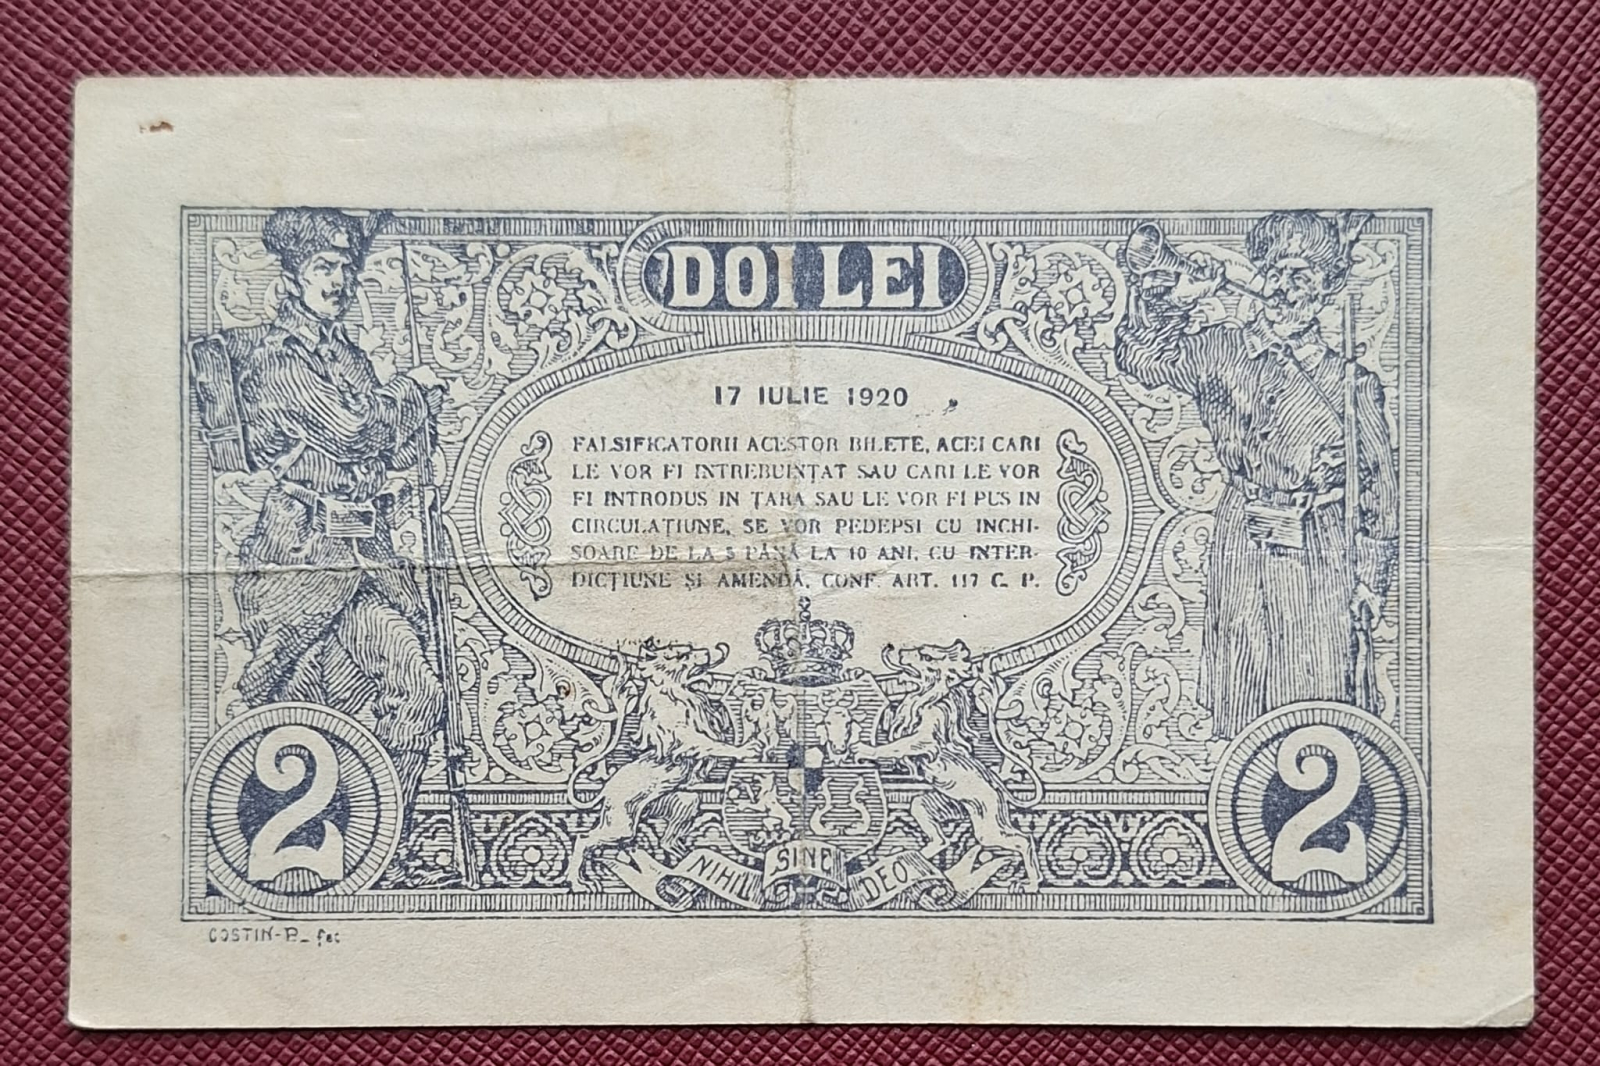 DOI LEI
17 IULIE 1920
FALSIFICATORII ACESTOR BILETE, ACEI CARI
LE VOR FI INTREBUINȚAT SAU CARI LE VOR
FI INTRODUS IN ȚARA SAU LE VOR FI PUS IN
CIRCULAȚIUNE, SE VOR PEDEPSI CU INCHI-
SOARE DE LA 5 PÂNĂ LA 10 ANI, CU INTER-
DICȚIUNE ȘI AMENDĂ, CONF. ART. 117 C. P.
2 2
NIHIL SINE DEO
COSTIN-P- fec